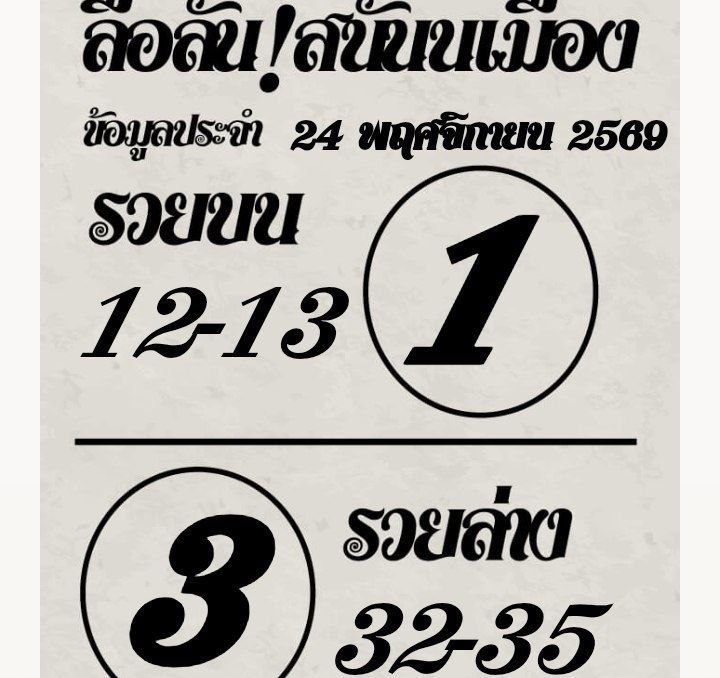 ลือลั่น!สนั่นเมือง
ข้อมูลประจำ 24 พฤศจิกายน 2569
รวยบน
12-13 1
3 รวยล่าง
32-35